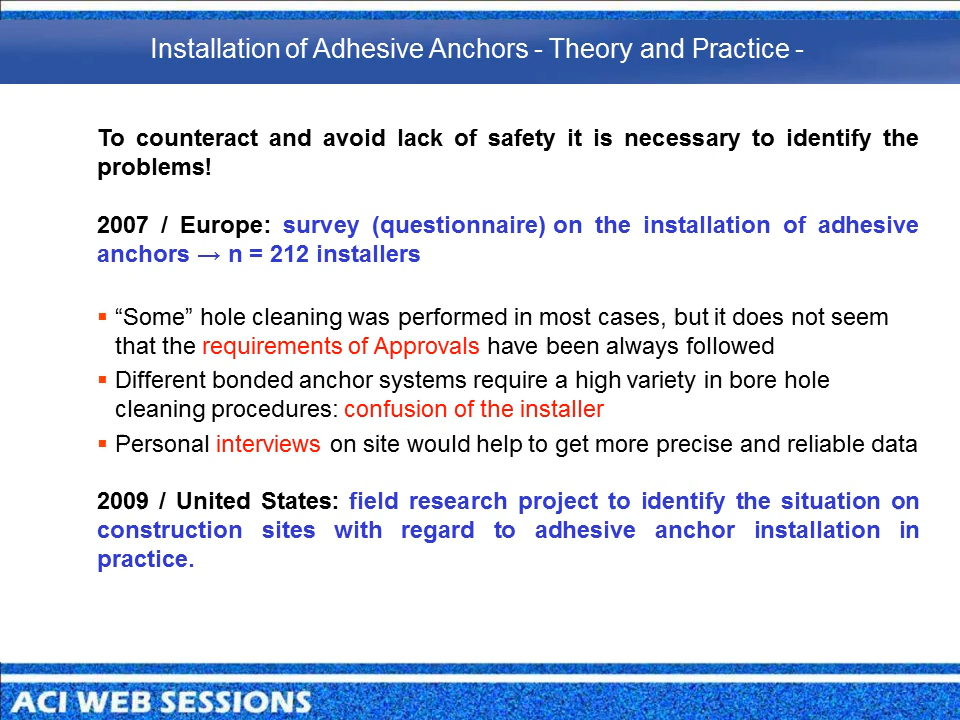 Installation of Adhesive Anchors - Theory and Practice -
To counteract and avoid lack of safety it is necessary to identify the
problems!
2007 / Europe: survey (questionnaire) on the installation of adhesive
anchors → n = 212 installers
▪ “Some” hole cleaning was performed in most cases, but it does not seem
that the requirements of Approvals have been always followed
▪ Different bonded anchor systems require a high variety in bore hole
cleaning procedures: confusion of the installer
▪ Personal interviews on site would help to get more precise and reliable data
2009 / United States: field research project to identify the situation on
construction sites with regard to adhesive anchor installation in
practice.
ACI WEB SESSIONS